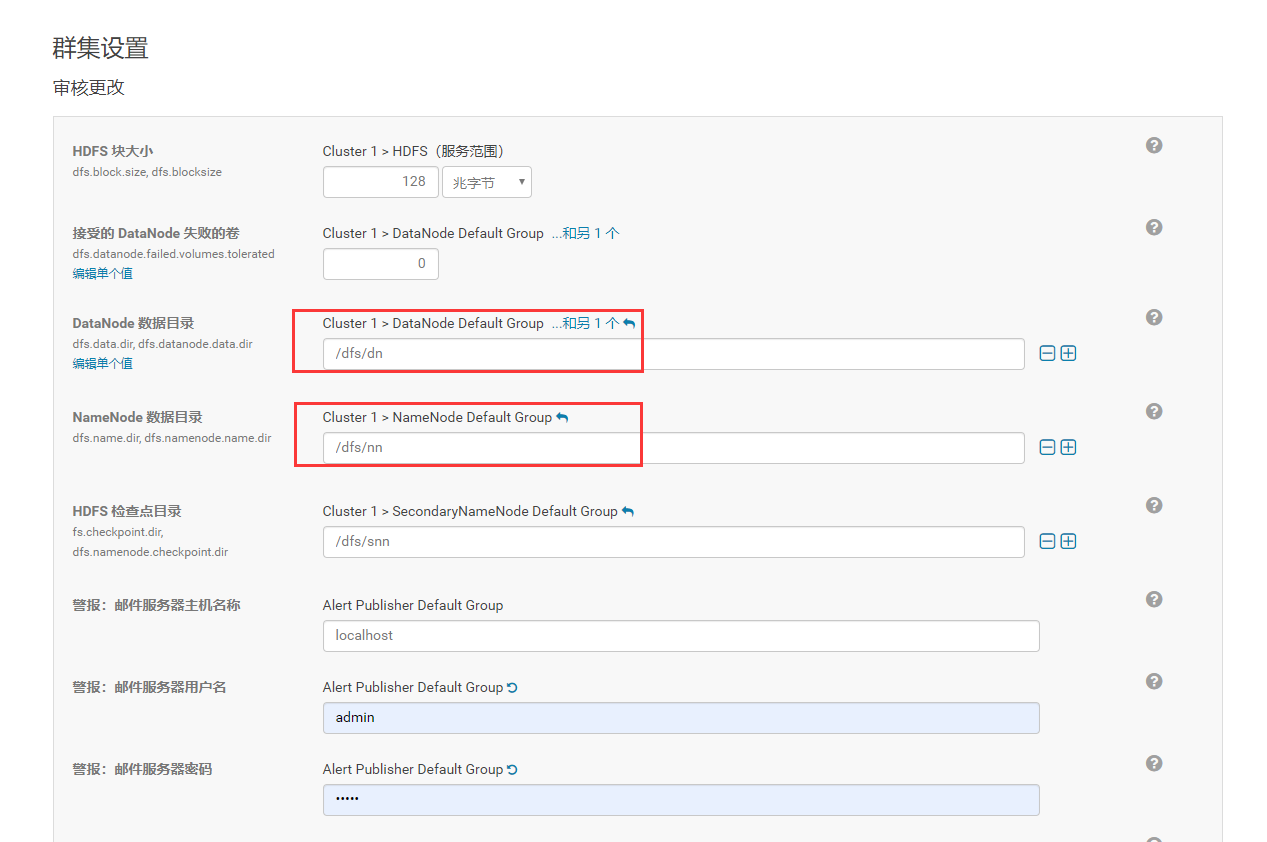 群集设置
审核更改
HDFS 块大小
dfs.block.size, dfs.blocksize
Cluster 1 > HDFS（服务范围）
128 兆字节
接受的 DataNode 失败的卷
dfs.datanode.failed.volumes.tolerated
编辑单个值
Cluster 1 > DataNode Default Group ...和另 1 个
0
DataNode 数据目录
dfs.data.dir, dfs.datanode.data.dir
编辑单个值
Cluster 1 > DataNode Default Group ...和另 1 个
/dfs/dn
NameNode 数据目录
dfs.name.dir, dfs.namenode.name.dir
Cluster 1 > NameNode Default Group
/dfs/nn
HDFS 检查点目录
fs.checkpoint.dir,
dfs.namenode.checkpoint.dir
Cluster 1 > SecondaryNameNode Default Group
/dfs/snn
警报：邮件服务器主机名称
Alert Publisher Default Group
localhost
警报：邮件服务器用户名
Alert Publisher Default Group
admin
警报：邮件服务器密码
Alert Publisher Default Group
•••••